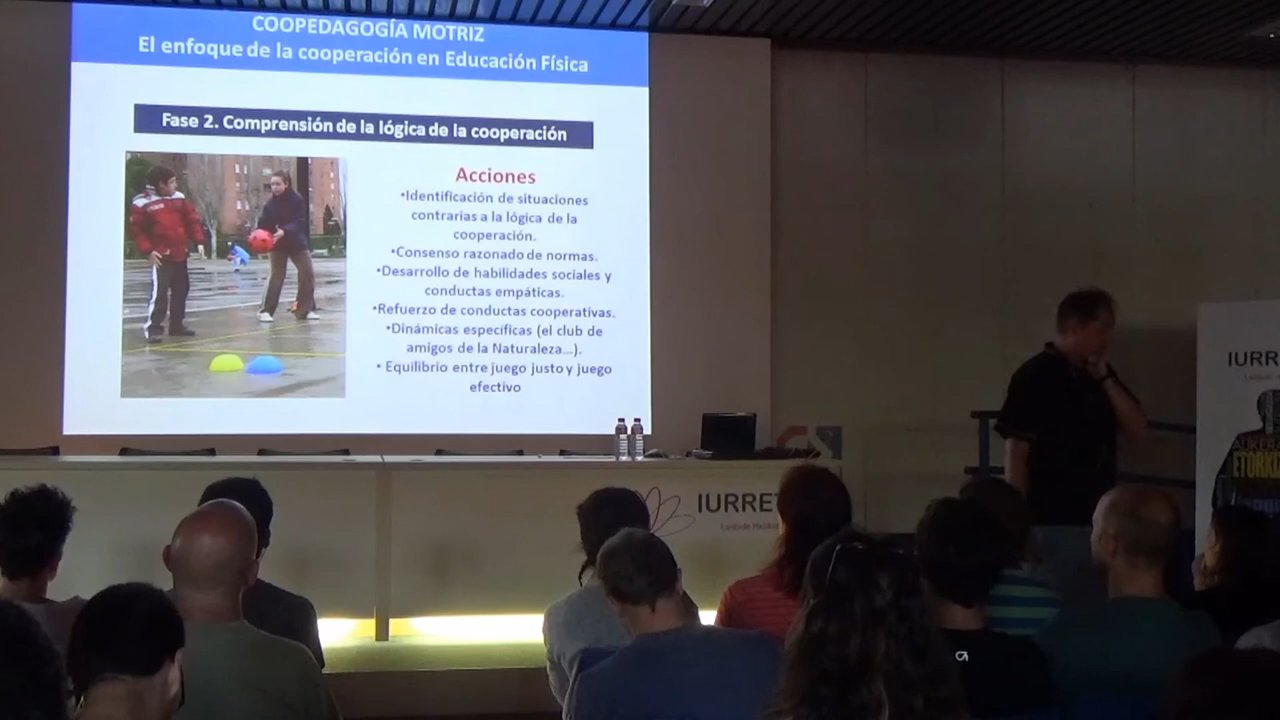 COOPEDAGOGÍA MOTRIZ
El enfoque de la cooperación en Educación Física
Fase 2. Comprensión de la lógica de la cooperación
Acciones
•Identificación de situaciones
contrarias a la lógica de la
cooperación.
•Consenso razonado de normas.
•Desarrollo de habilidades sociales y
conductas empáticas.
•Refuerzo de conductas cooperativas.
•Dinámicas específicas (el club de
amigos de la Naturaleza...).
• Equilibrio entre juego justo y juego
efectivo
IURRE
IURR